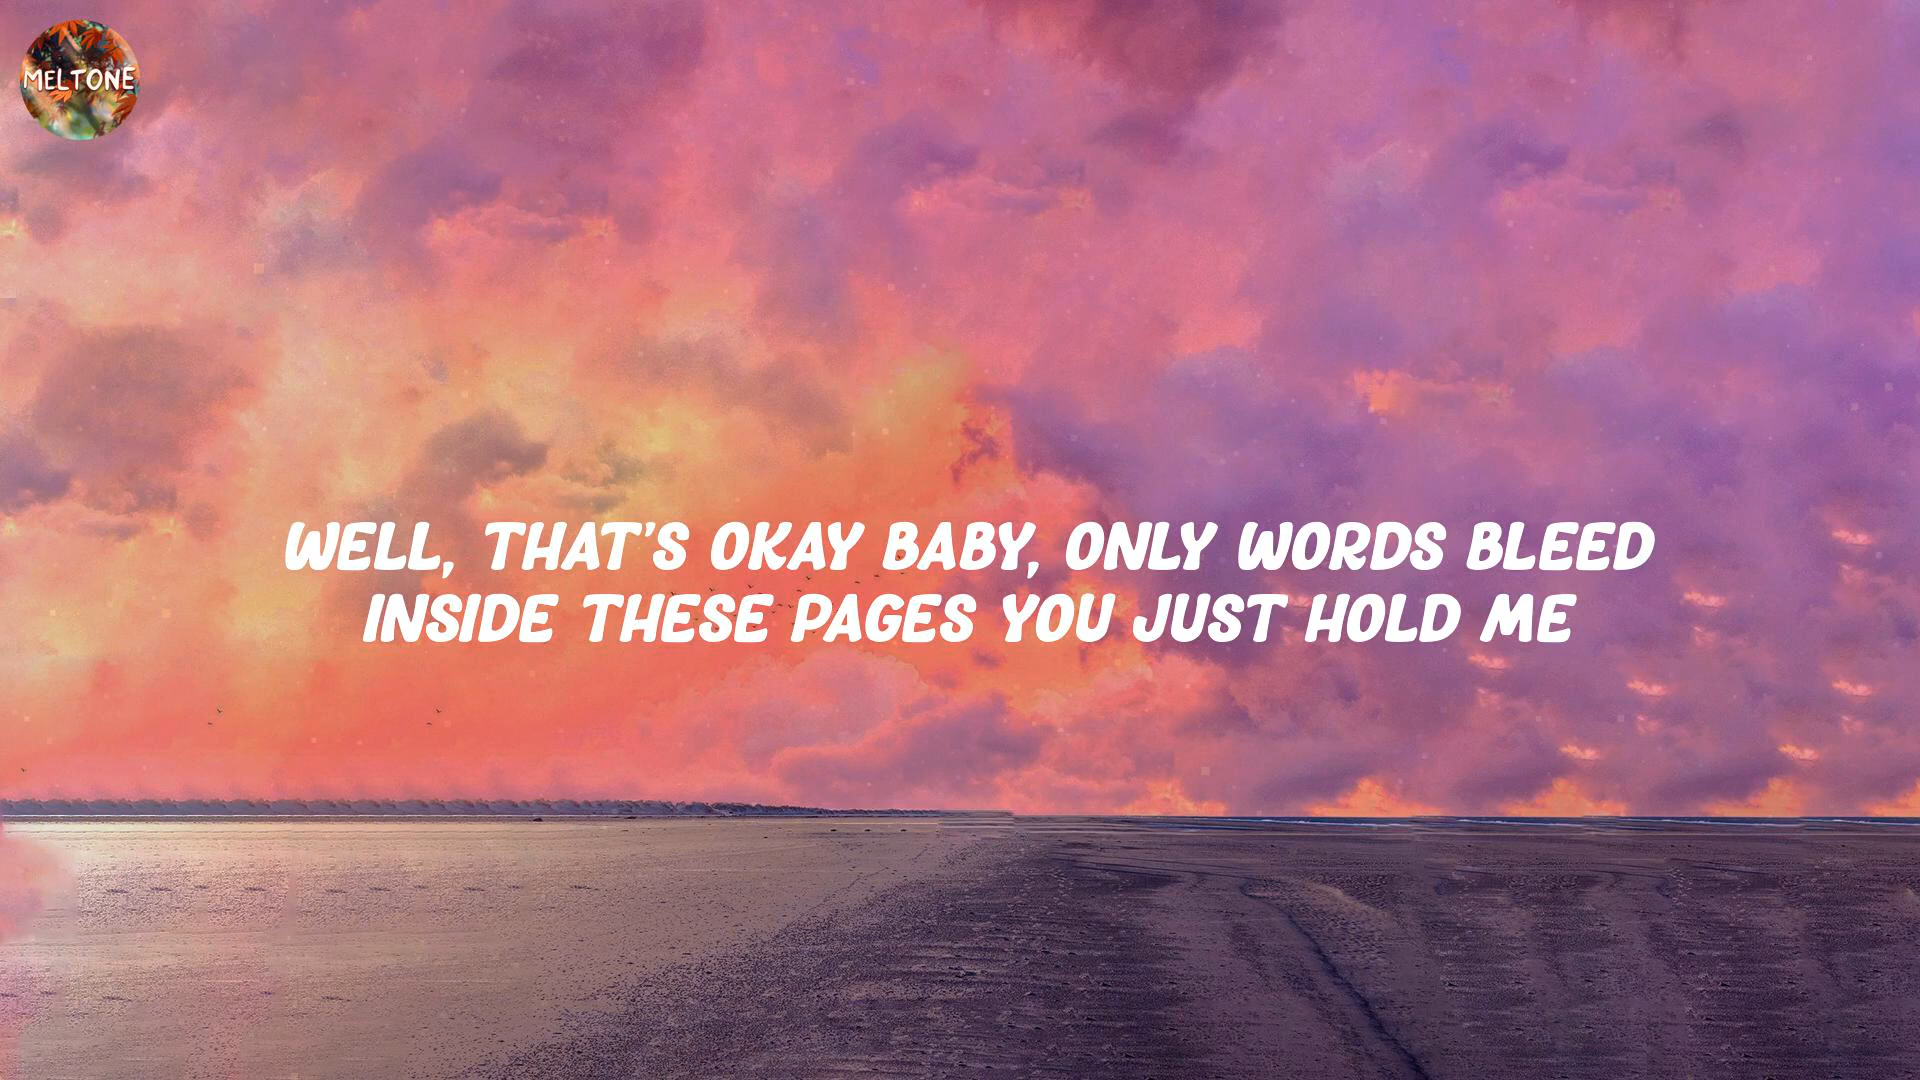 MELTONE
WELL, THAT'S OKAY BABY, ONLY WORDS BLEED
INSIDE THESE PAGES YOU JUST HOLD ME